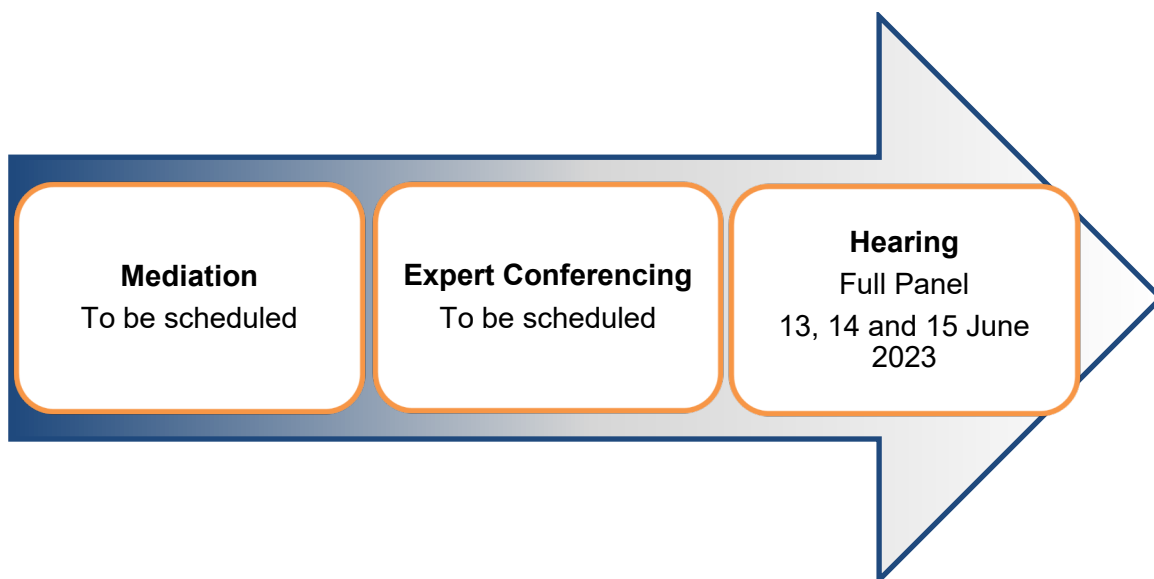 Mediation
To be scheduled
Expert Conferencing
To be scheduled
Hearing
Full Panel
13, 14 and 15 June
2023